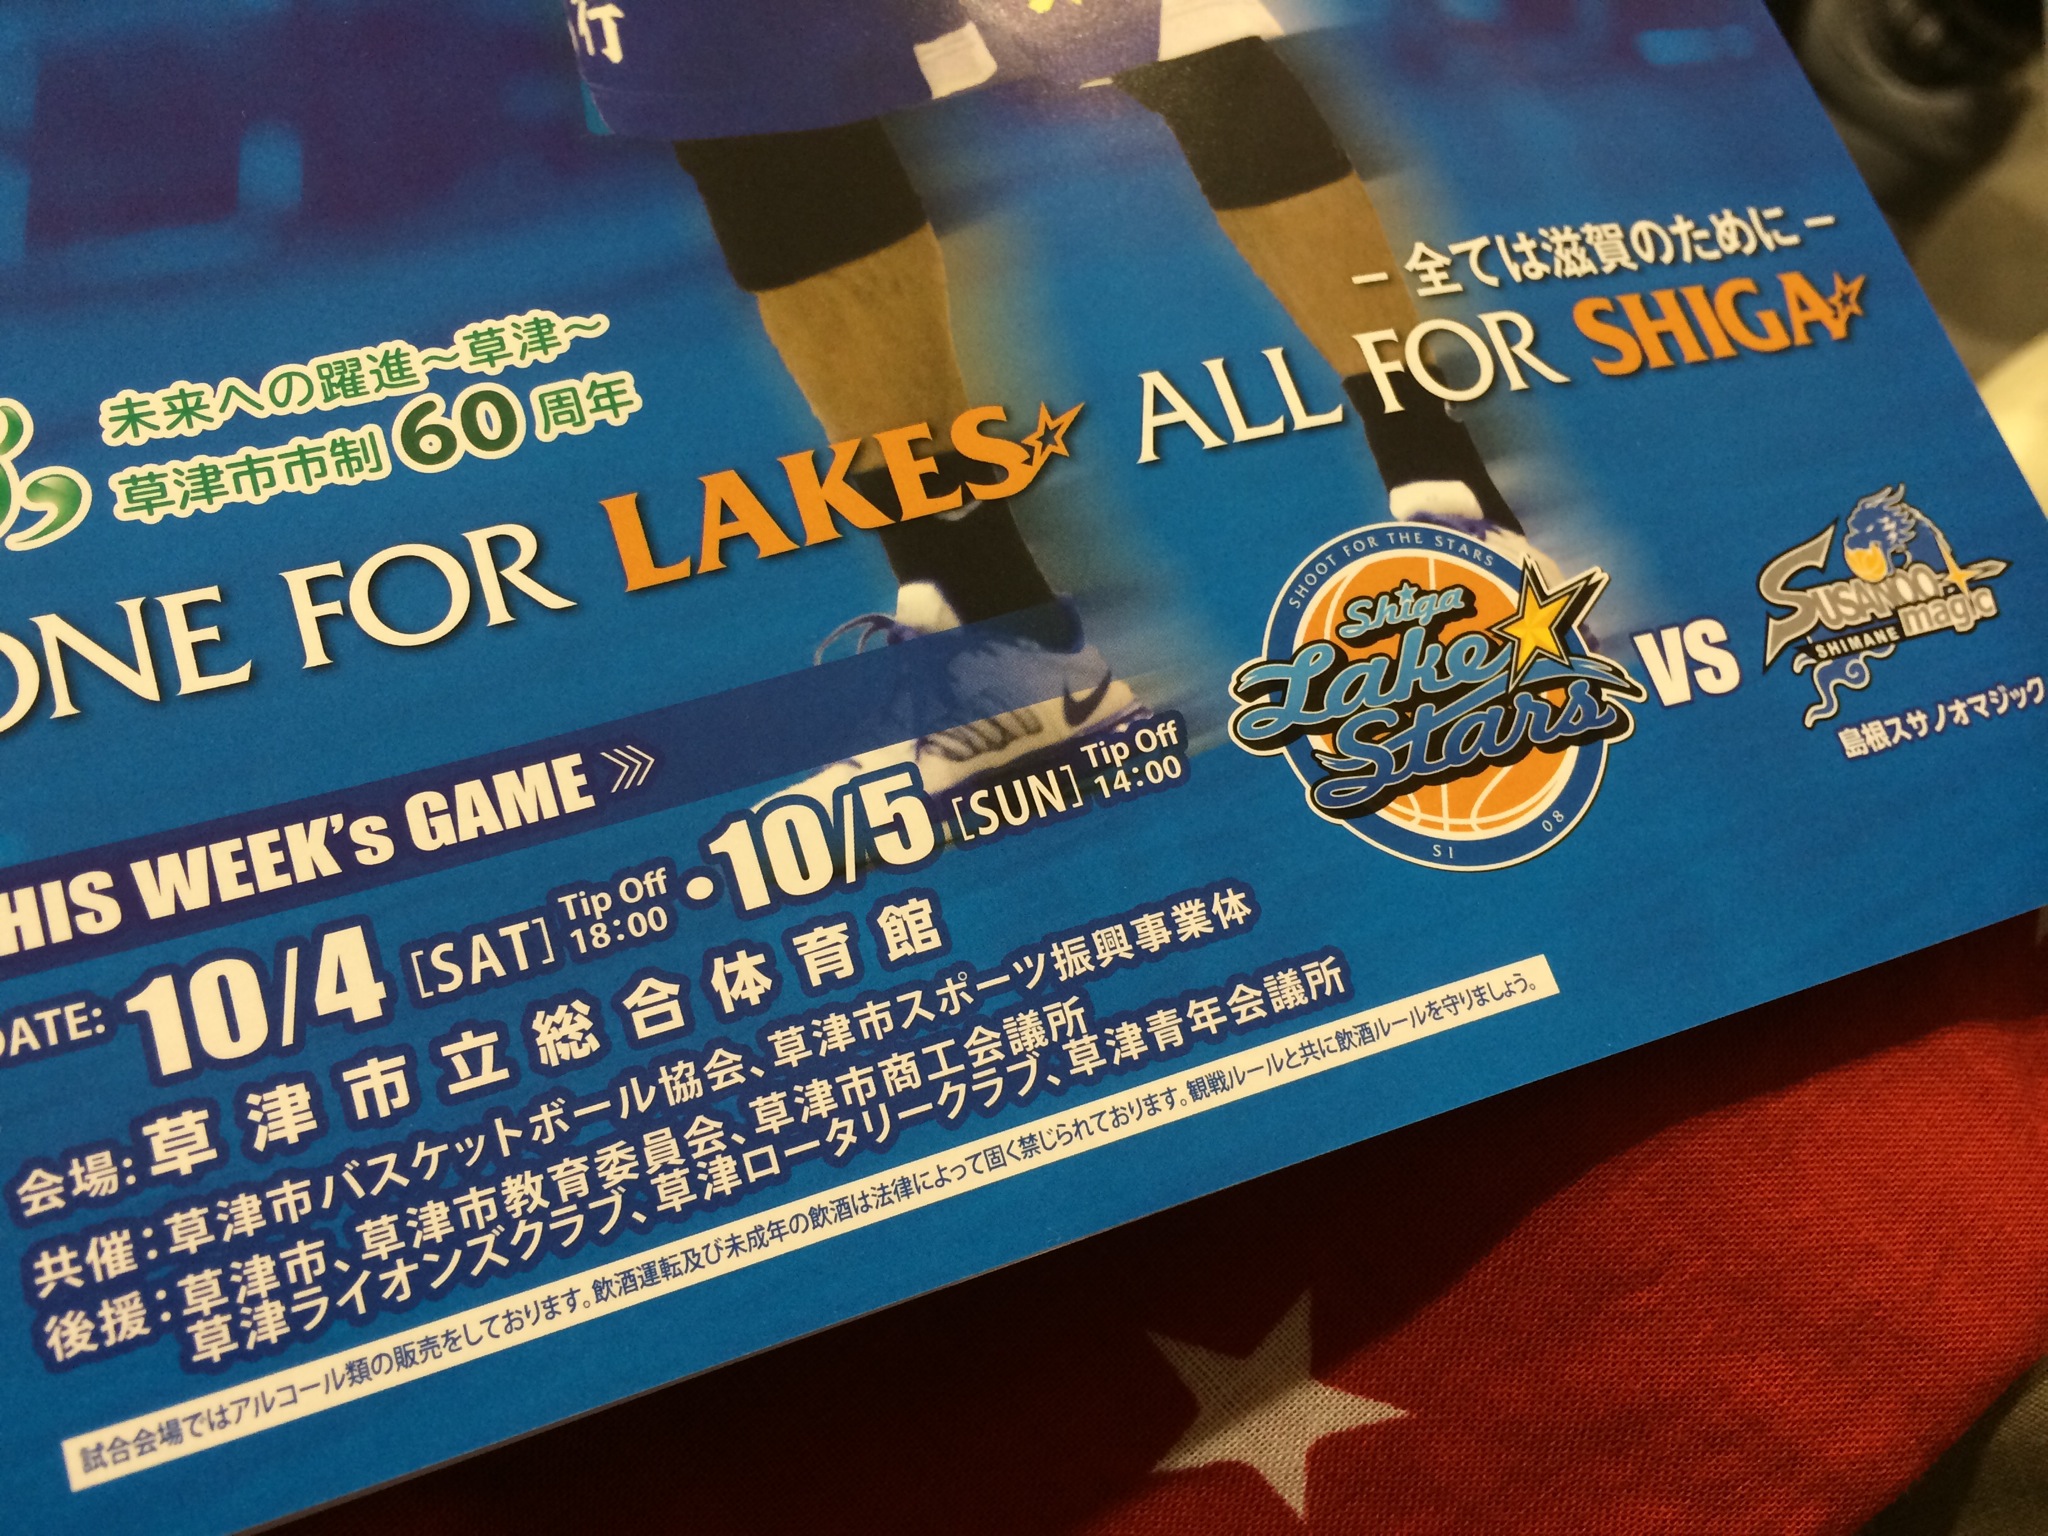 行
－全ては滋賀のために－
未来への躍進～草津～
草津市市制60周年
ONE FOR LAKES ALL FOR SHIGA
SHOOT FOR THE STARS
Shiga
Lake
Stars
SI 08
VS
SUSANOO
magic
SHIMANE
島根スサノオマジック
THIS WEEK's GAME
DATE: 10/4 [SAT] Tip Off 18:00 ・10/5 [SUN] Tip Off 14:00
会場:草津市立総合体育館
共催:草津市バスケットボール協会、草津市スポーツ振興事業体
後援:草津市、草津市教育委員会、草津市商工会議所
草津ライオンズクラブ、草津ロータリークラブ、草津青年会議所
試合会場ではアルコール類の販売をしております。飲酒運転及び未成年の飲酒は法律によって固く禁じられております。観戦ルールと共に飲酒ルールを守りましょう。